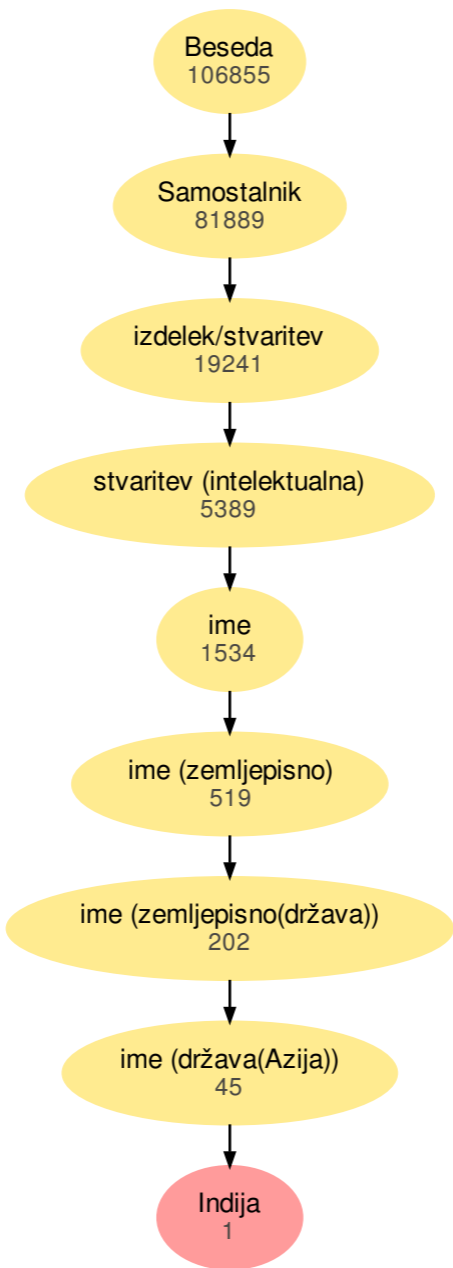 Beseda
106855
Samostalnik
81889
izdelek/stvaritev
19241
stvaritev (intelektualna)
5389
ime
1534
ime (zemljepisno)
519
ime (zemljepisno(država))
202
ime (država(Azija))
45
Indija
1